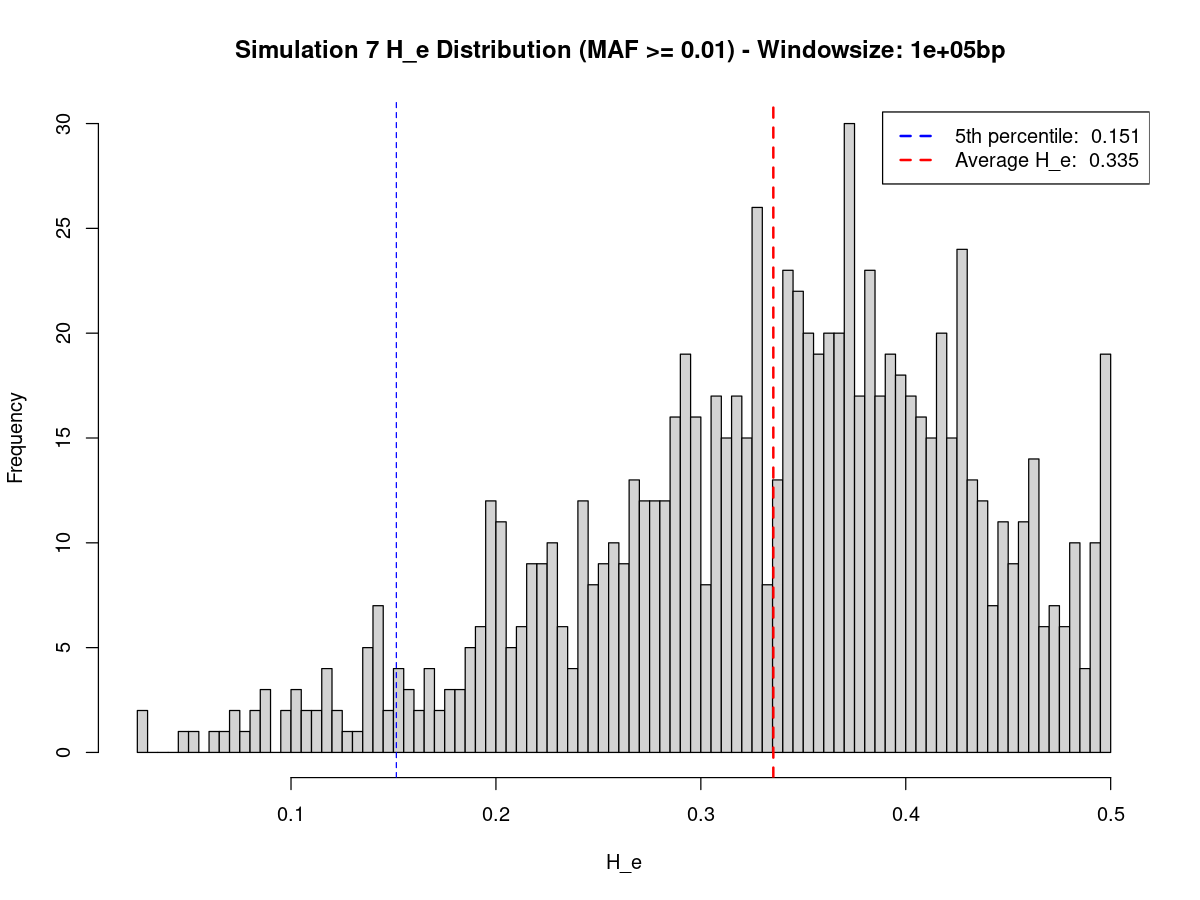 Simulation 7 H_e Distribution (MAF >= 0.01) - Windowsize: 1e+05bp
5th percentile: 0.151
Average H_e: 0.335
Frequency
30
25
20
15
10
5
0
0.1 0.2 0.3 0.4 0.5
H_e